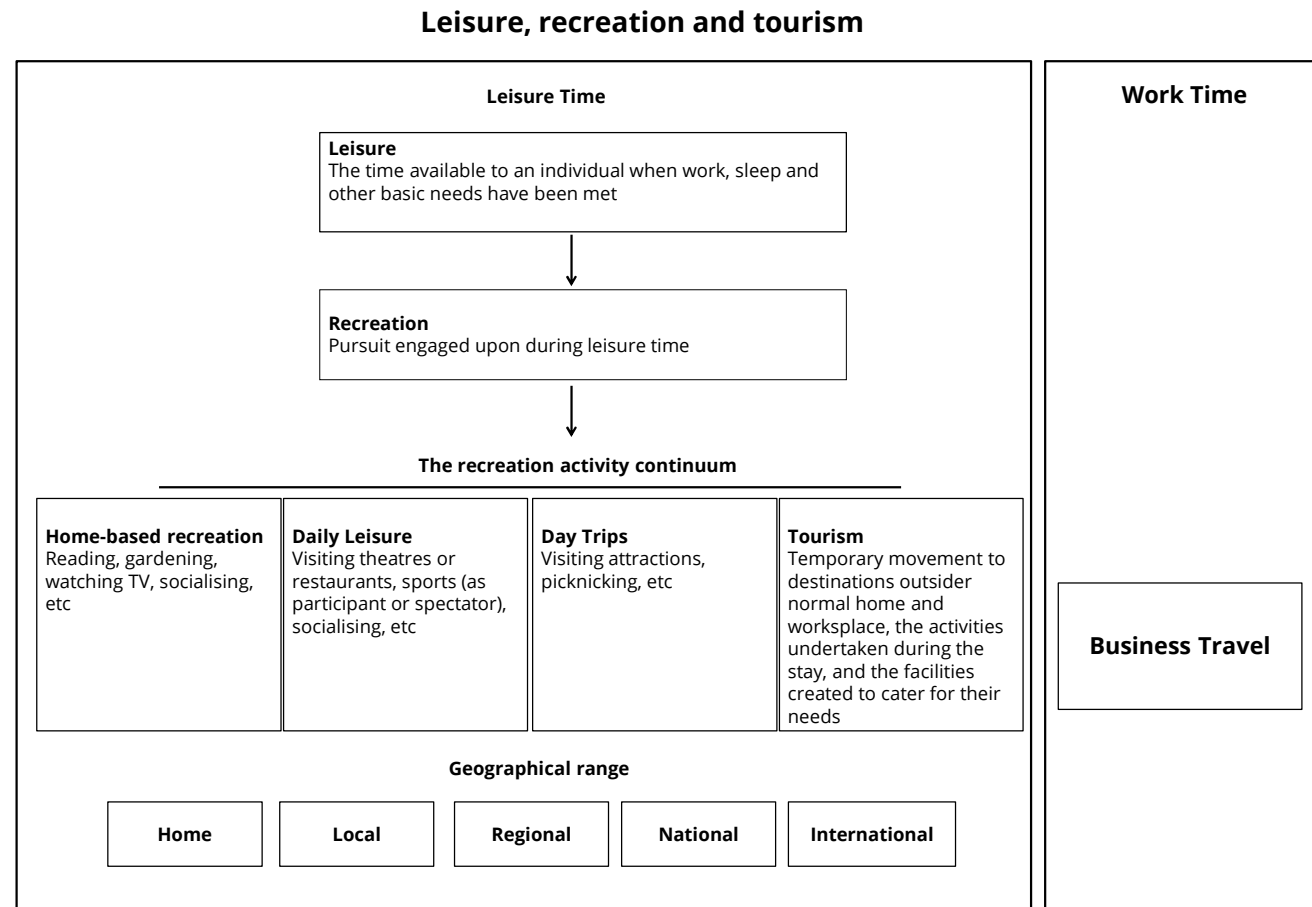 Leisure, recreation and tourism
Leisure Time
Leisure
The time available to an individual when work, sleep and
other basic needs have been met
Recreation
Pursuit engaged upon during leisure time
The recreation activity continuum
Home-based recreation
Reading, gardening,
watching TV, socialising,
etc
Daily Leisure
Visiting theatres or
restaurants, sports (as
participant or spectator),
socialising, etc
Day Trips
Visiting attractions,
picknicking, etc
Tourism
Temporary movement to
destinations outsider
normal home and
worksplace, the activities
undertaken during the
stay, and the facilities
created to cater for their
needs
Geographical range
Home
Local
Regional
National
International
Work Time
Business Travel